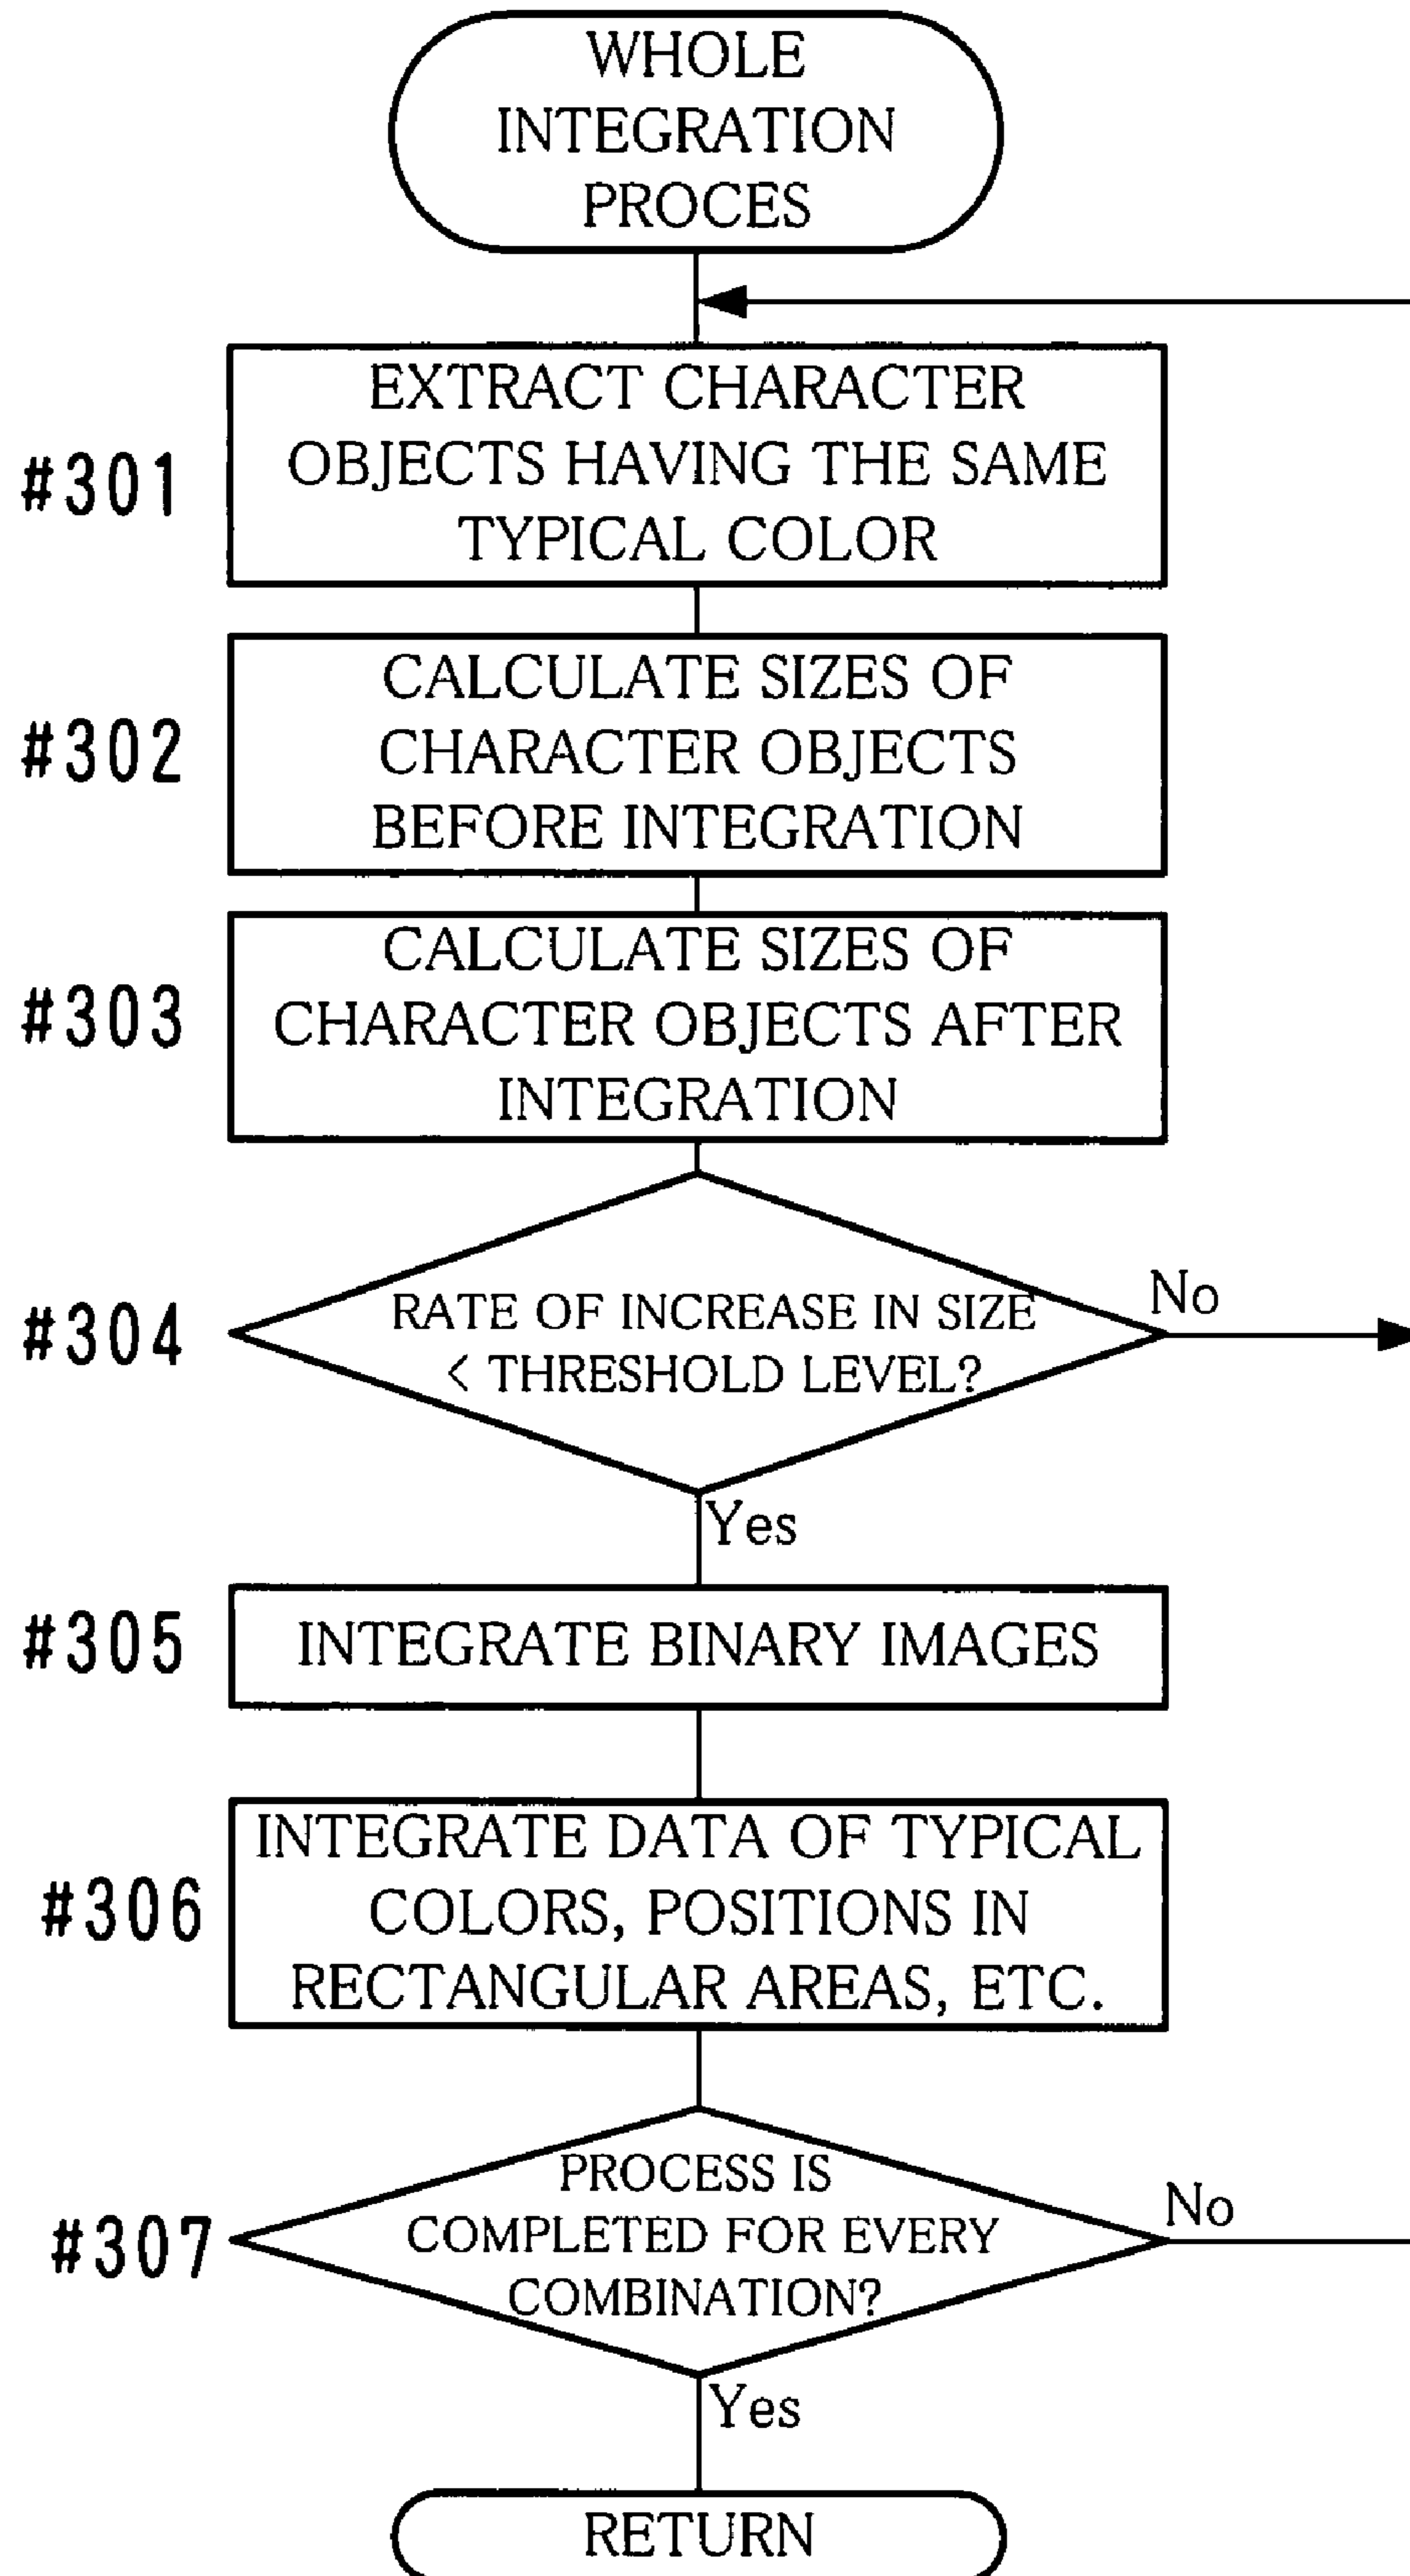 WHOLE
INTEGRATION
PROCES
#301
EXTRACT CHARACTER
OBJECTS HAVING THE SAME
TYPICAL COLOR
#302
CALCULATE SIZES OF
CHARACTER OBJECTS
BEFORE INTEGRATION
#303
CALCULATE SIZES OF
CHARACTER OBJECTS AFTER
INTEGRATION
#304
RATE OF INCREASE IN SIZE
< THRESHOLD LEVEL?
No
Yes
#305
INTEGRATE BINARY IMAGES
#306
INTEGRATE DATA OF TYPICAL
COLORS, POSITIONS IN
RECTANGULAR AREAS, ETC.
#307
PROCESS IS
COMPLETED FOR EVERY
COMBINATION?
No
Yes
RETURN